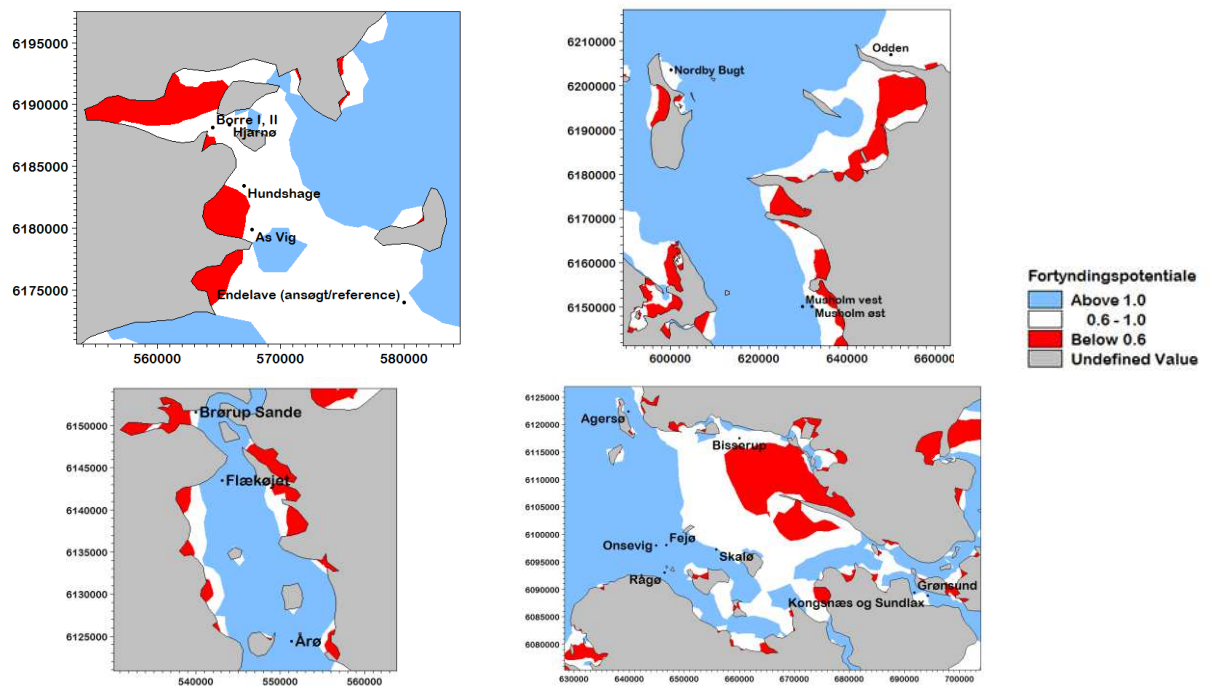 6195000
6190000
6185000
6180000
6175000
560000
570000
580000
Børre I, II
Hjarnø
Hundshage
As Vig
Endelave (ansøgt/reference)
6210000
6200000
6190000
6180000
6170000
6160000
6150000
600000
620000
640000
660000
Odden
Nordby Bugt
Musholm vest
Musholm øst
Fortyndingspotentiale
Above 1.0
0.6 - 1.0
Below 0.6
Undefined Value
6150000
6145000
6140000
6135000
6130000
6125000
540000
550000
560000
Brørup Sande
Flækøjet
Årø
6125000
6120000
6115000
6110000
6105000
6100000
6095000
6090000
6085000
6080000
630000
640000
650000
660000
670000
680000
690000
700000
Agersø
Bisserup
Onsevig
Fejø
Skalø
Rågø
Grønsund
Kongsnæs og Sundlax